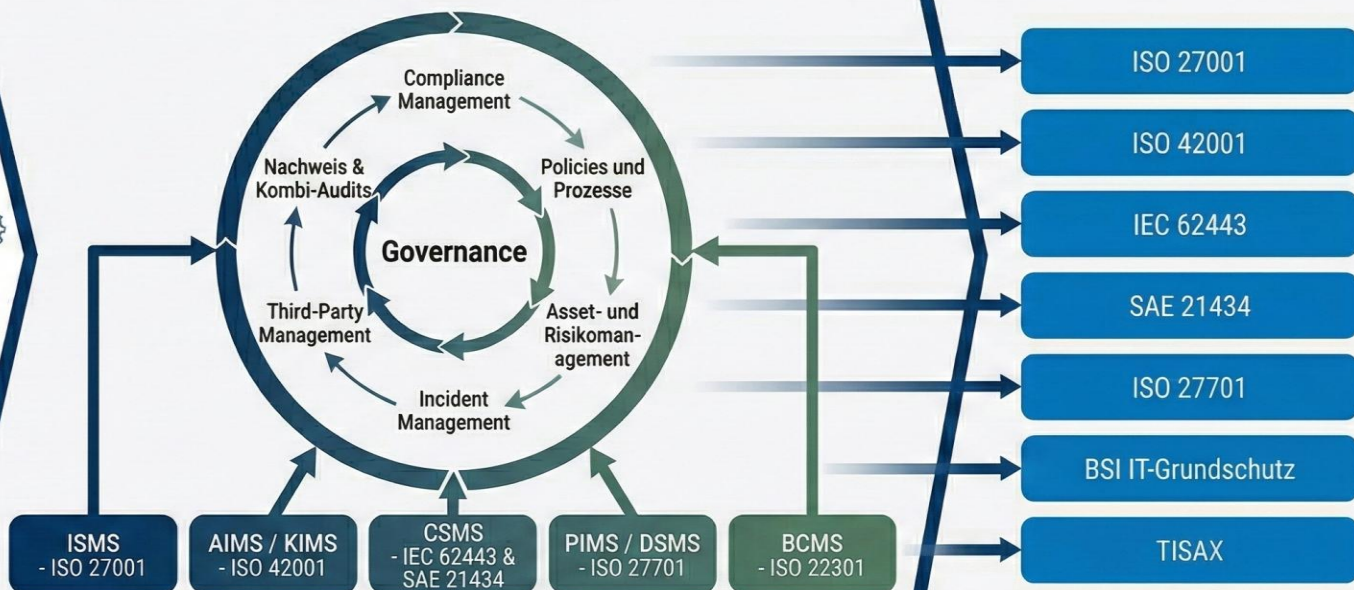 Compliance
Management
Policies und
Prozesse
Asset- und
Risikoman-
agement
Incident
Management
Third-Party
Management
Nachweis &
Kombi-Audits
Governance
ISMS
- ISO 27001
AIMS / KIMS
- ISO 42001
CSMS
- IEC 62443 &
SAE 21434
PIMS / DSMS
- ISO 27701
BCMS
- ISO 22301
ISO 27001
ISO 42001
IEC 62443
SAE 21434
ISO 27701
BSI IT-Grundschutz
TISAX